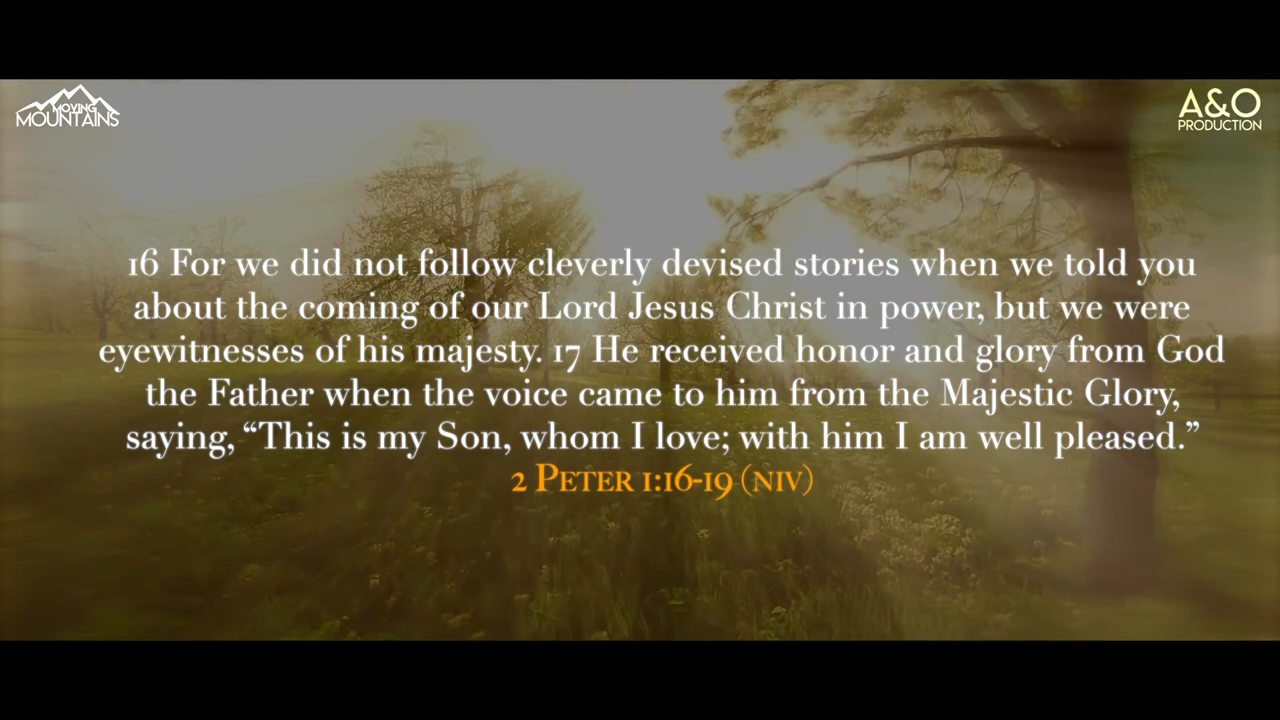 MOVING
MOUNTAINS
A&O
PRODUCTION
16 For we did not follow cleverly devised stories when we told you
about the coming of our Lord Jesus Christ in power, but we were
eyewitnesses of his majesty. 17 He received honor and glory from God
the Father when the voice came to him from the Majestic Glory,
saying, “This is my Son, whom I love; with him I am well pleased.”
2 PETER 1:16-19 (NIV)